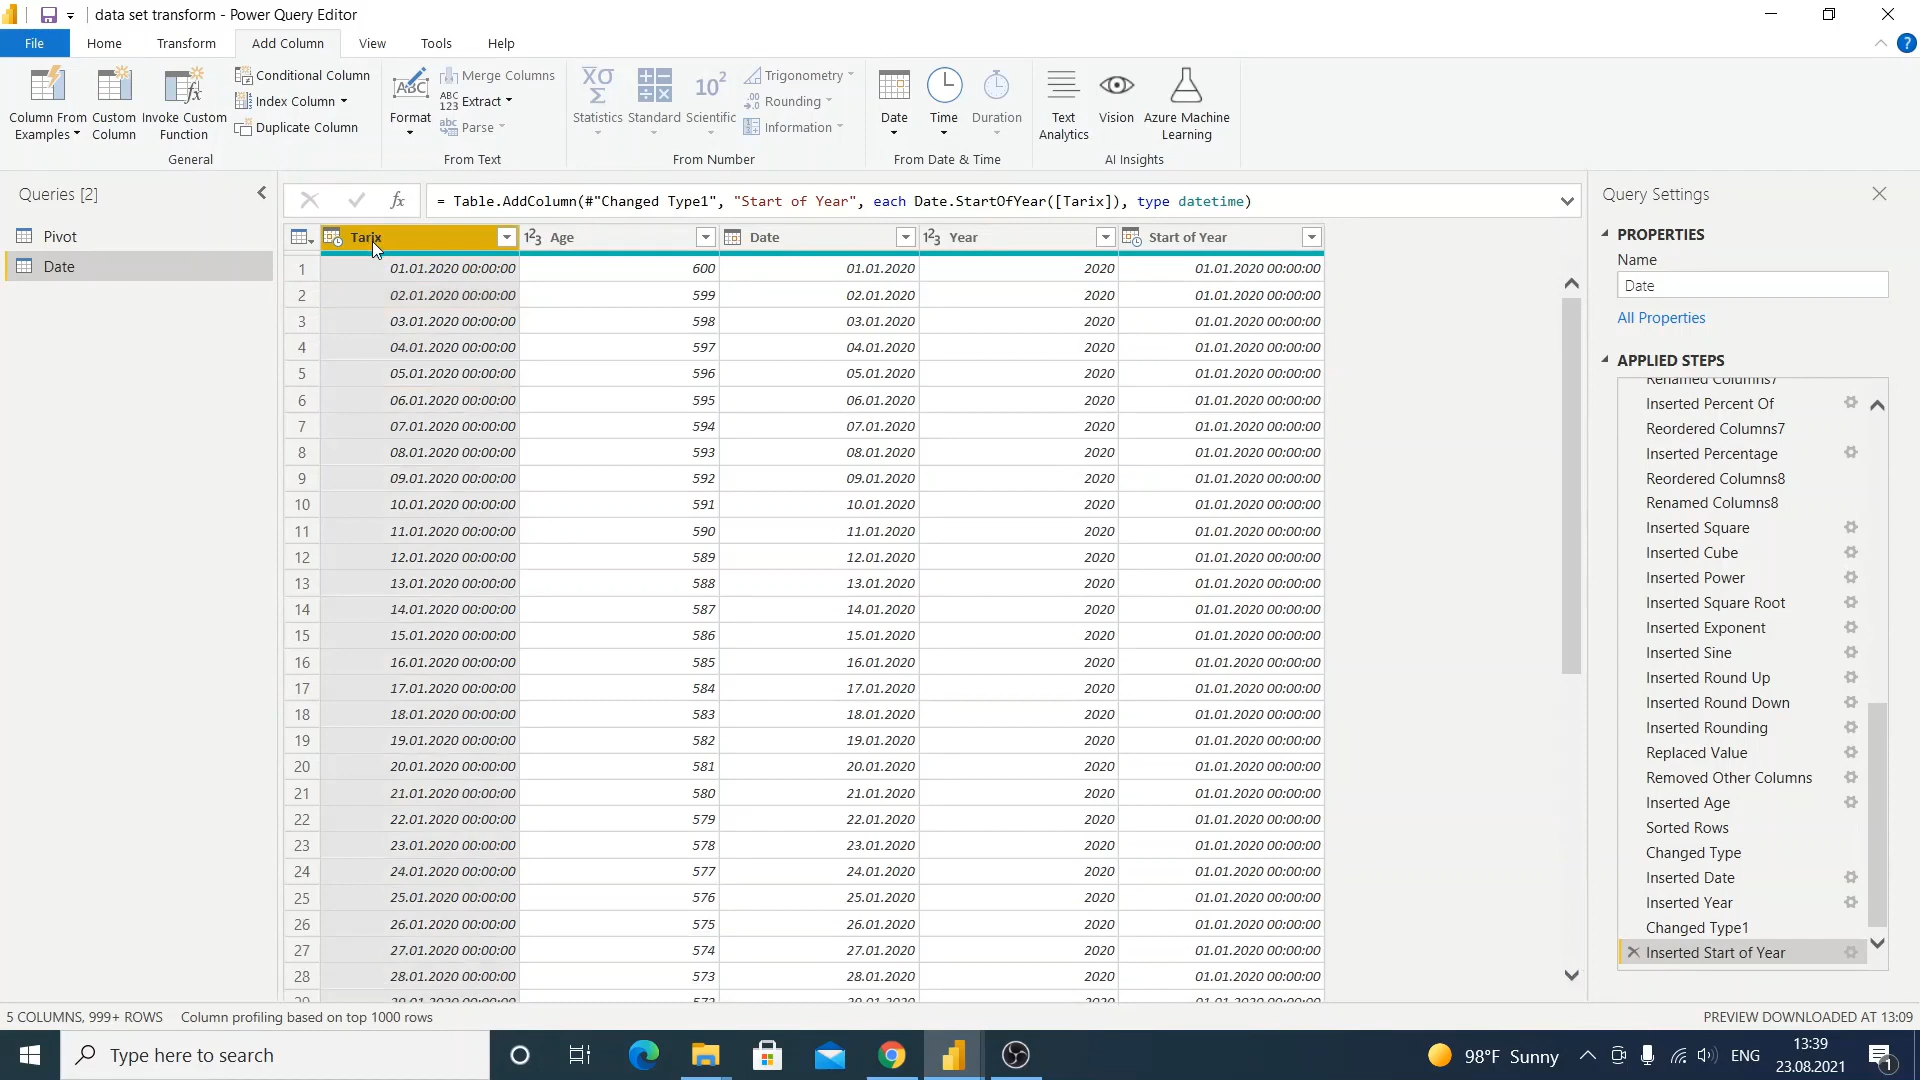 data set transform - Power Query Editor
File Home Transform Add Column View Tools Help
Column From Examples
Custom Column
Invoke Custom Function
Conditional Column
Index Column
Duplicate Column
General
Format
Merge Columns
Extract
Parse
From Text
Statistics
Standard
Scientific
Trigonometry
Rounding
Information
From Number
Date
Time
Duration
From Date & Time
Text Analytics
Vision
Azure Machine Learning
AI Insights
Queries [2]
Pivot
Date
= Table.AddColumn(#"Changed Type1", "Start of Year", each Date.StartOfYear([Tarix]), type datetime)
Tarix Age Date Year Start of Year
1 01.01.2020 00:00:00 600 01.01.2020 2020 01.01.2020 00:00:00
2 02.01.2020 00:00:00 599 02.01.2020 2020 01.01.2020 00:00:00
3 03.01.2020 00:00:00 598 03.01.2020 2020 01.01.2020 00:00:00
4 04.01.2020 00:00:00 597 04.01.2020 2020 01.01.2020 00:00:00
5 05.01.2020 00:00:00 596 05.01.2020 2020 01.01.2020 00:00:00
6 06.01.2020 00:00:00 595 06.01.2020 2020 01.01.2020 00:00:00
7 07.01.2020 00:00:00 594 07.01.2020 2020 01.01.2020 00:00:00
8 08.01.2020 00:00:00 593 08.01.2020 2020 01.01.2020 00:00:00
9 09.01.2020 00:00:00 592 09.01.2020 2020 01.01.2020 00:00:00
10 10.01.2020 00:00:00 591 10.01.2020 2020 01.01.2020 00:00:00
11 11.01.2020 00:00:00 590 11.01.2020 2020 01.01.2020 00:00:00
12 12.01.2020 00:00:00 589 12.01.2020 2020 01.01.2020 00:00:00
13 13.01.2020 00:00:00 588 13.01.2020 2020 01.01.2020 00:00:00
14 14.01.2020 00:00:00 587 14.01.2020 2020 01.01.2020 00:00:00
15 15.01.2020 00:00:00 586 15.01.2020 2020 01.01.2020 00:00:00
16 16.01.2020 00:00:00 585 16.01.2020 2020 01.01.2020 00:00:00
17 17.01.2020 00:00:00 584 17.01.2020 2020 01.01.2020 00:00:00
18 18.01.2020 00:00:00 583 18.01.2020 2020 01.01.2020 00:00:00
19 19.01.2020 00:00:00 582 19.01.2020 2020 01.01.2020 00:00:00
20 20.01.2020 00:00:00 581 20.01.2020 2020 01.01.2020 00:00:00
21 21.01.2020 00:00:00 580 21.01.2020 2020 01.01.2020 00:00:00
22 22.01.2020 00:00:00 579 22.01.2020 2020 01.01.2020 00:00:00
23 23.01.2020 00:00:00 578 23.01.2020 2020 01.01.2020 00:00:00
24 24.01.2020 00:00:00 577 24.01.2020 2020 01.01.2020 00:00:00
25 25.01.2020 00:00:00 576 25.01.2020 2020 01.01.2020 00:00:00
26 26.01.2020 00:00:00 575 26.01.2020 2020 01.01.2020 00:00:00
27 27.01.2020 00:00:00 574 27.01.2020 2020 01.01.2020 00:00:00
28 28.01.2020 00:00:00 573 28.01.2020 2020 01.01.2020 00:00:00
29 29.01.2020 00:00:00 572 29.01.2020 2020 01.01.2020 00:00:00
Query Settings
PROPERTIES
Name
Date
All Properties
APPLIED STEPS
Renamed Columns7
Inserted Percent Of
Reordered Columns7
Inserted Percentage
Reordered Columns8
Renamed Columns8
Inserted Square
Inserted Cube
Inserted Power
Inserted Square Root
Inserted Exponent
Inserted Sine
Inserted Round Up
Inserted Round Down
Inserted Rounding
Replaced Value
Removed Other Columns
Inserted Age
Sorted Rows
Changed Type
Inserted Date
Inserted Year
Changed Type1
Inserted Start of Year
5 COLUMNS, 999+ ROWS Column profiling based on top 1000 rows PREVIEW DOWNLOADED AT 13:09
Type here to search
98°F Sunny
ENG
13:39
23.08.2021
1